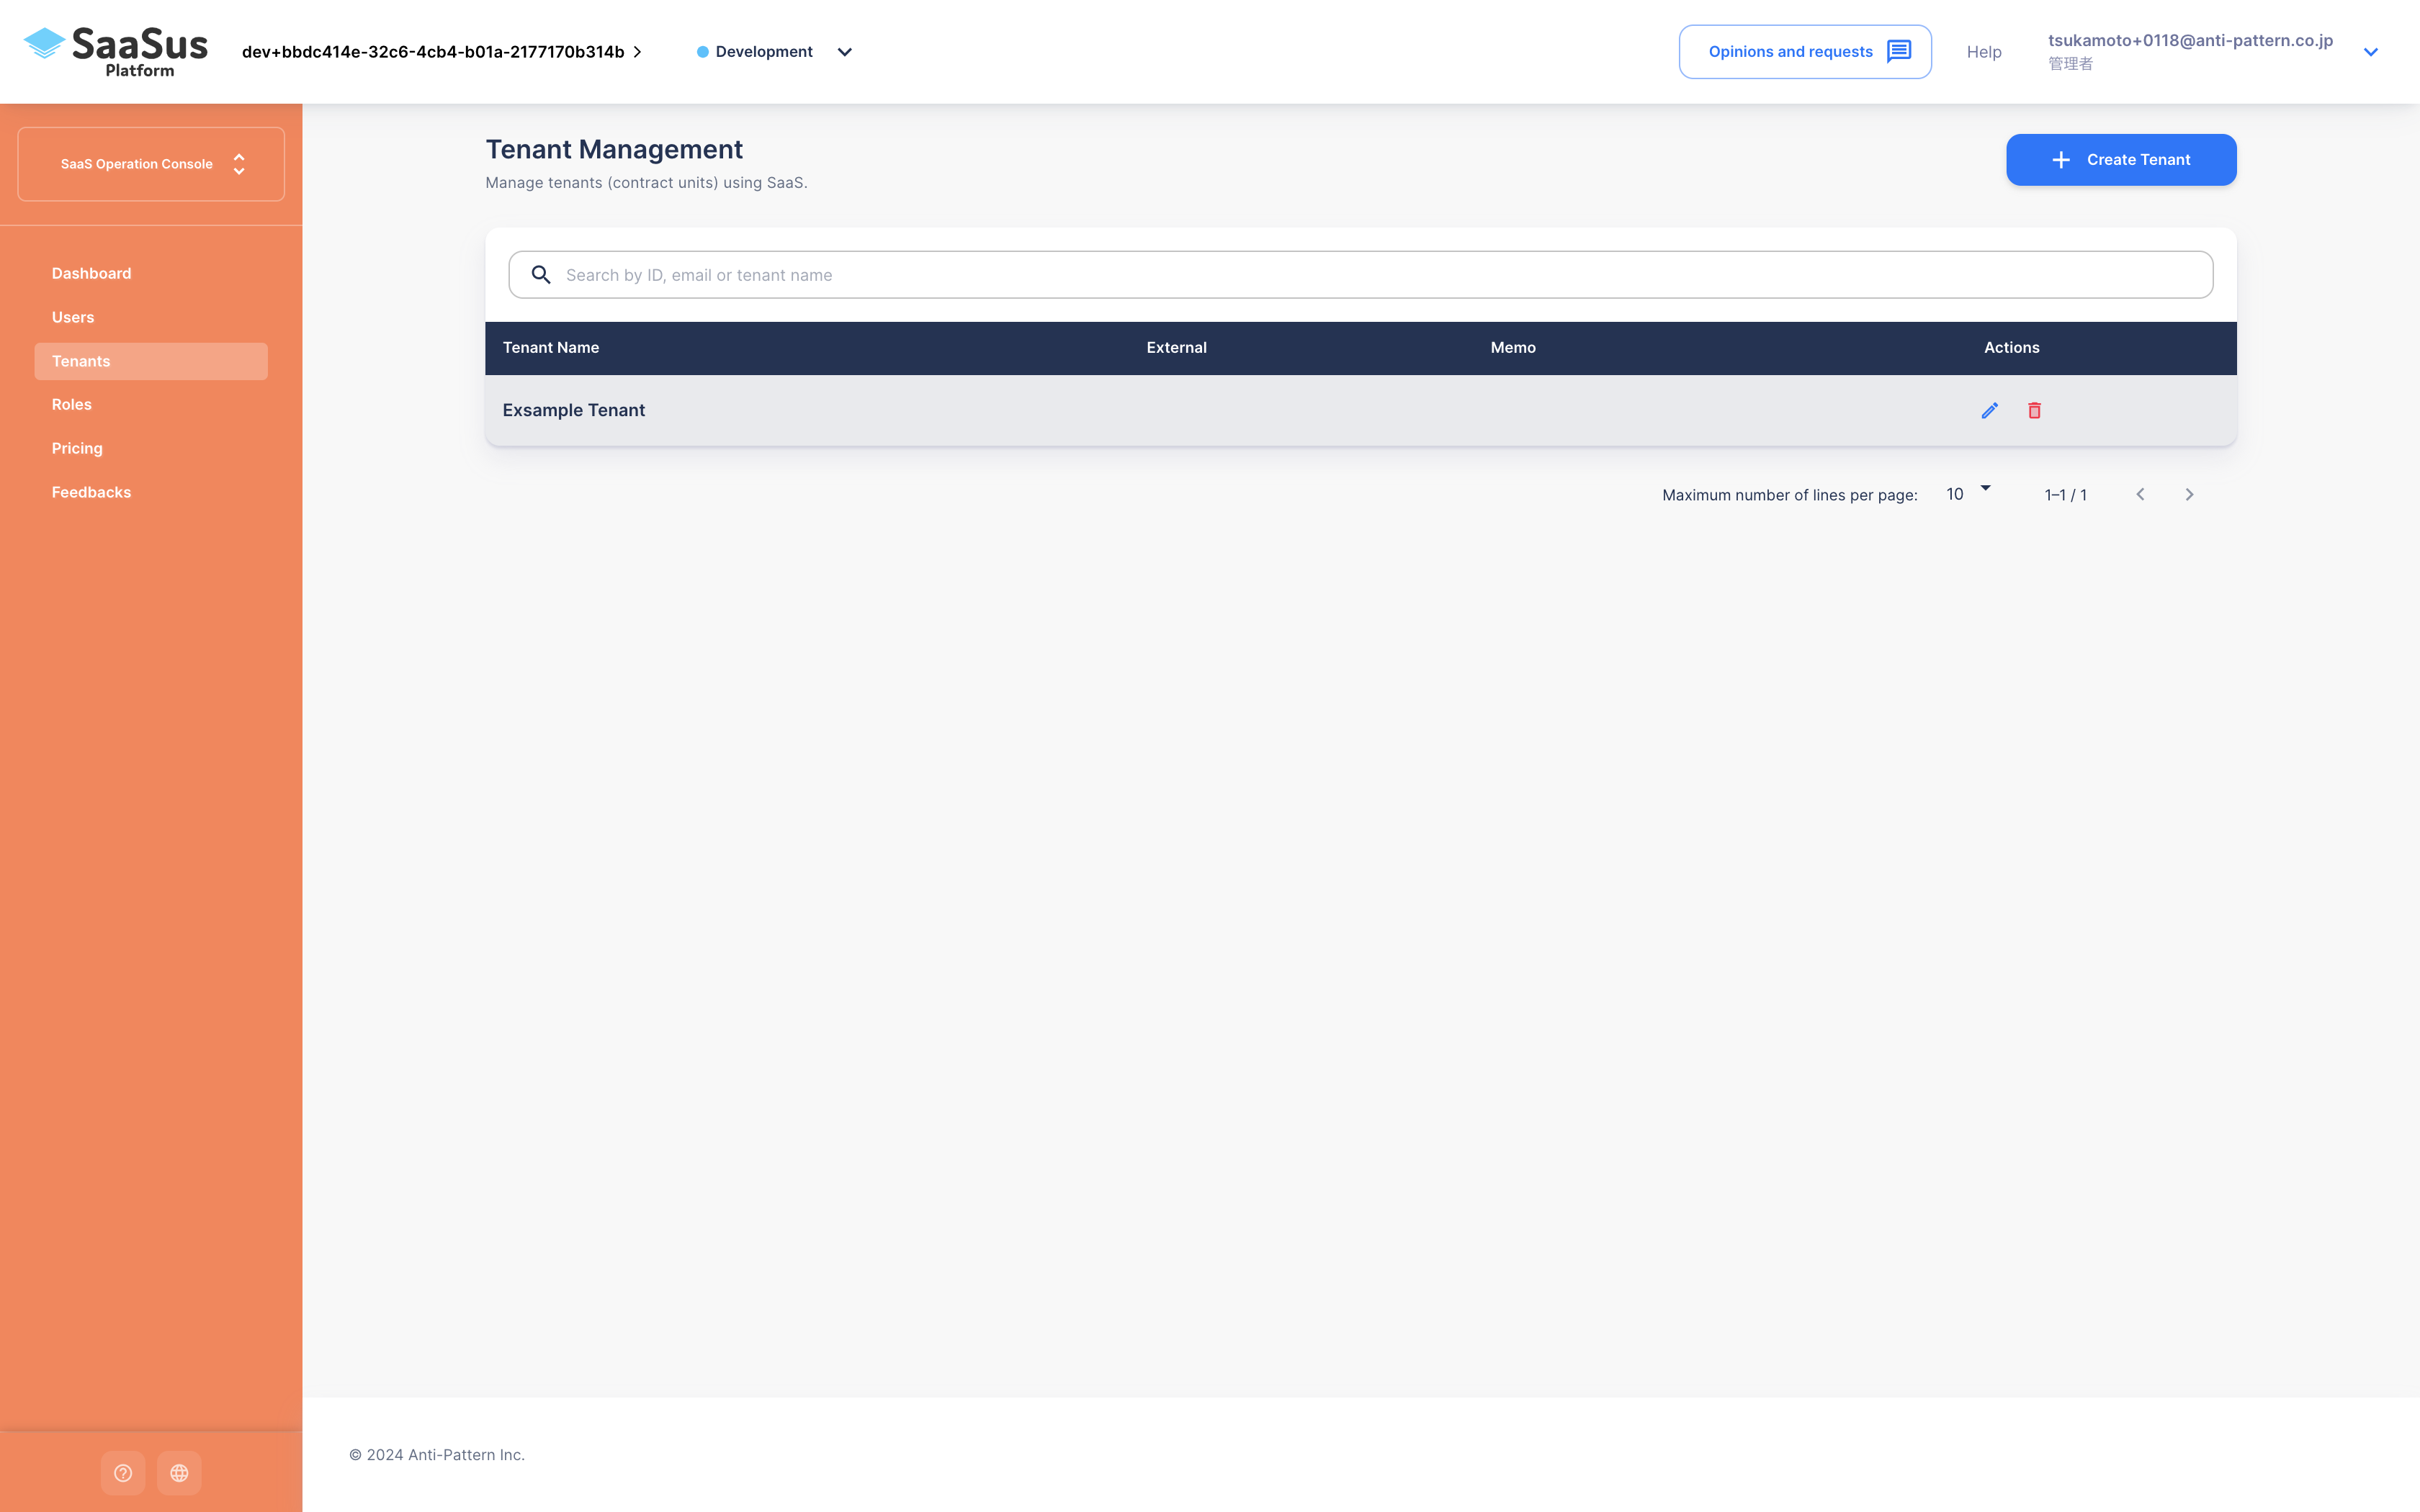 SaaSus
Platform
dev+bbdc414e-32c6-4cb4-b01a-2177170b314b
Development
Opinions and requests
Help
tsukamoto+0118@anti-pattern.co.jp
管理者
SaaS Operation Console
Dashboard
Users
Tenants
Roles
Pricing
Feedbacks
Tenant Management
Manage tenants (contract units) using SaaS.
Create Tenant
Search by ID, email or tenant name
Tenant Name External Memo Actions
Exsample Tenant
Maximum number of lines per page: 10 1–1 / 1
© 2024 Anti-Pattern Inc.